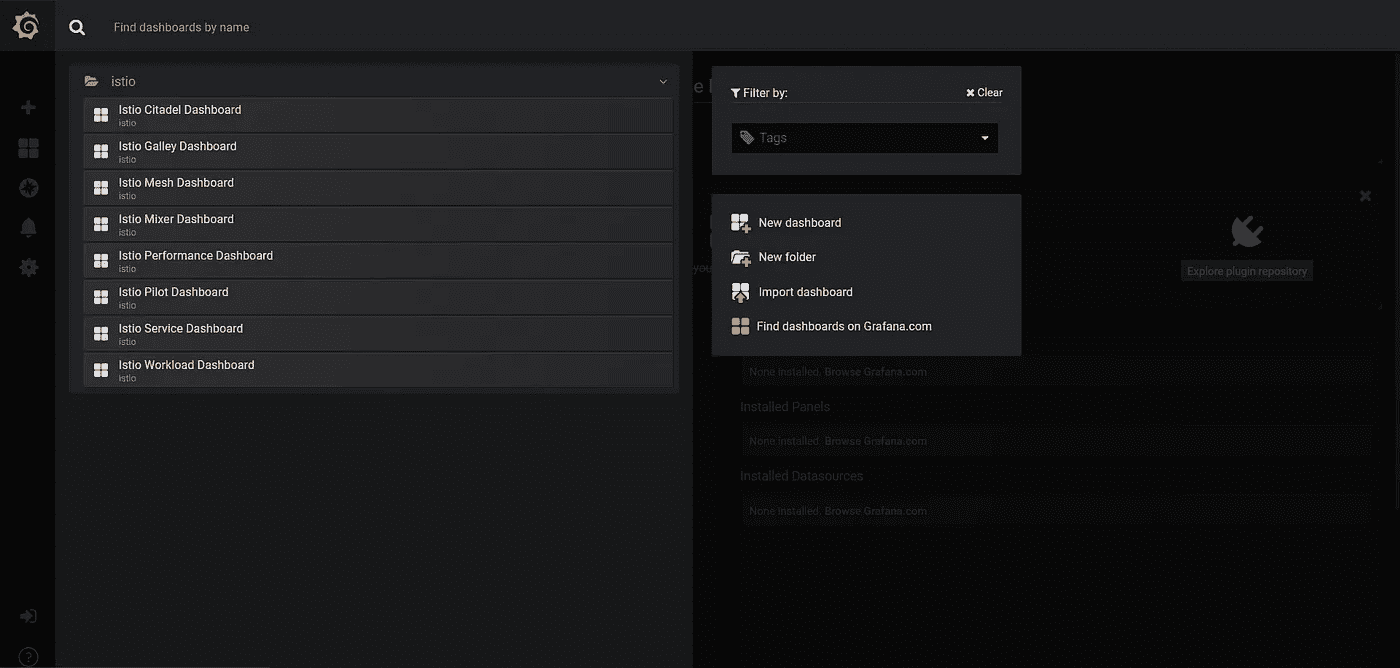 Find dashboards by name
istio
Istio Citadel Dashboard
istio
Istio Galley Dashboard
istio
Istio Mesh Dashboard
istio
Istio Mixer Dashboard
istio
Istio Performance Dashboard
istio
Istio Pilot Dashboard
istio
Istio Service Dashboard
istio
Istio Workload Dashboard
istio
Filter by:
Clear
Tags
New dashboard
New folder
Import dashboard
Find dashboards on Grafana.com
you
Explore plugin repository
None installed. Browse Grafana.com
Installed Panels
None installed. Browse Grafana.com
Installed Datasources
None installed. Browse Grafana.com